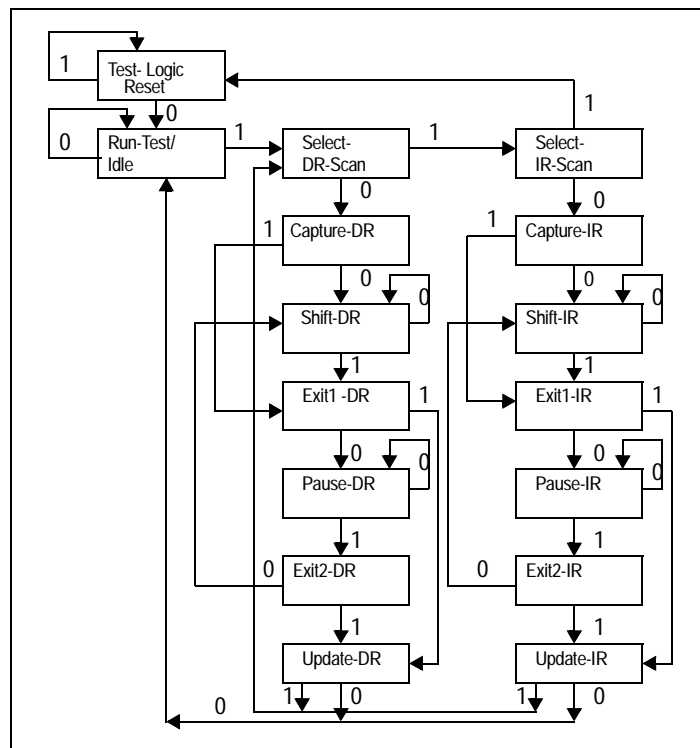 1
Test- Logic
Reset
0
1
0
Run-Test/
Idle
1
Select-
DR-Scan
1
Select-
IR-Scan
0
0
1
Capture-DR
1
Capture-IR
0
0
0
0
Shift-DR
Shift-IR
1
1
Exit1 -DR
1
Exit1-IR
1
0
0
0
0
Pause-DR
Pause-IR
1
1
0
Exit2-DR
0
Exit2-IR
1
1
Update-DR
Update-IR
1
0
1
0
0